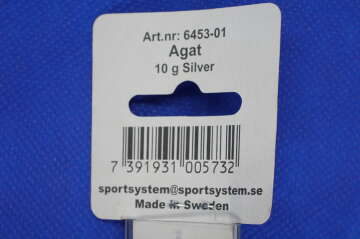 Art.nr: 6453-01
Agat
10 g Silver
7 391931 005732
sportsystem@sportsystem.se
Made in Sweden